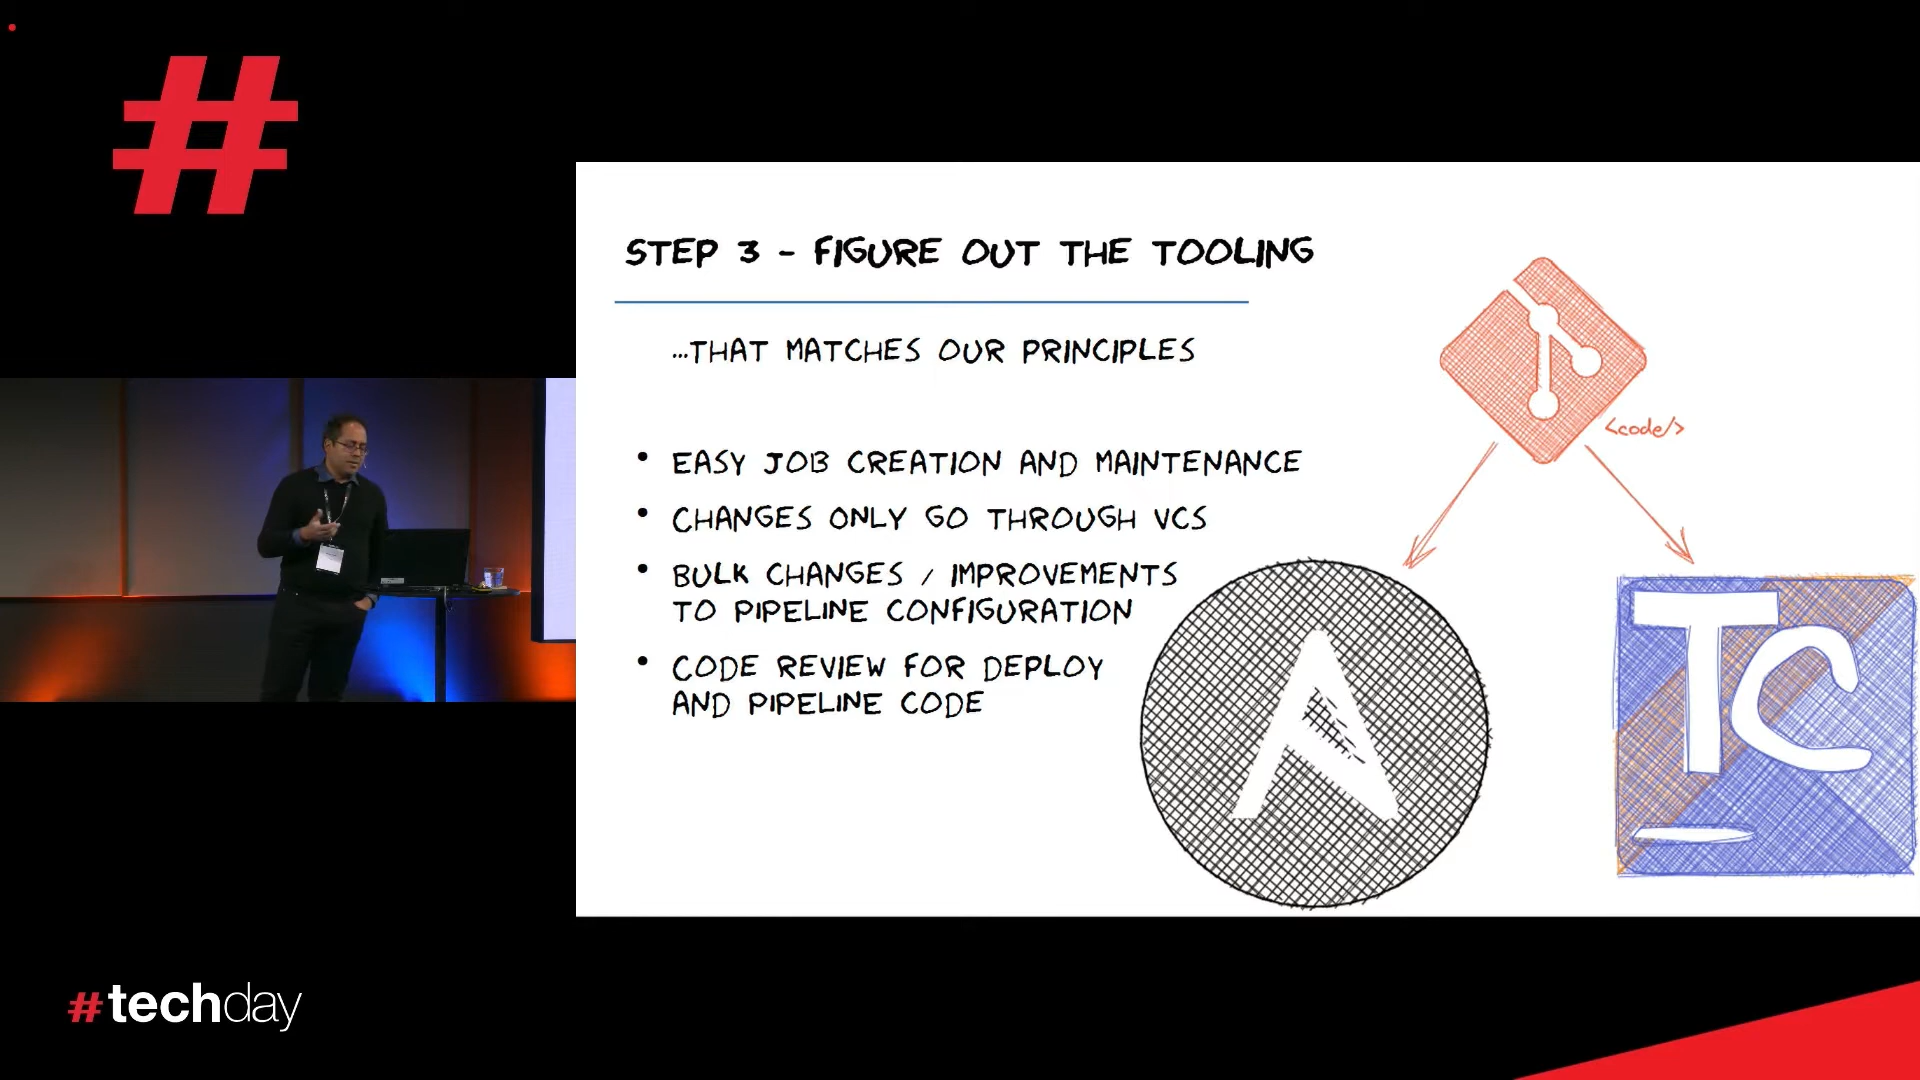 #
STEP 3 - FIGURE OUT THE TOOLING
...THAT MATCHES OUR PRINCIPLES
• EASY JOB CREATION AND MAINTENANCE
• CHANGES ONLY GO THROUGH VCS
• BULK CHANGES / IMPROVEMENTS
TO PIPELINE CONFIGURATION
• CODE REVIEW FOR DEPLOY
AND PIPELINE CODE
<code/>
A
TC
#techday